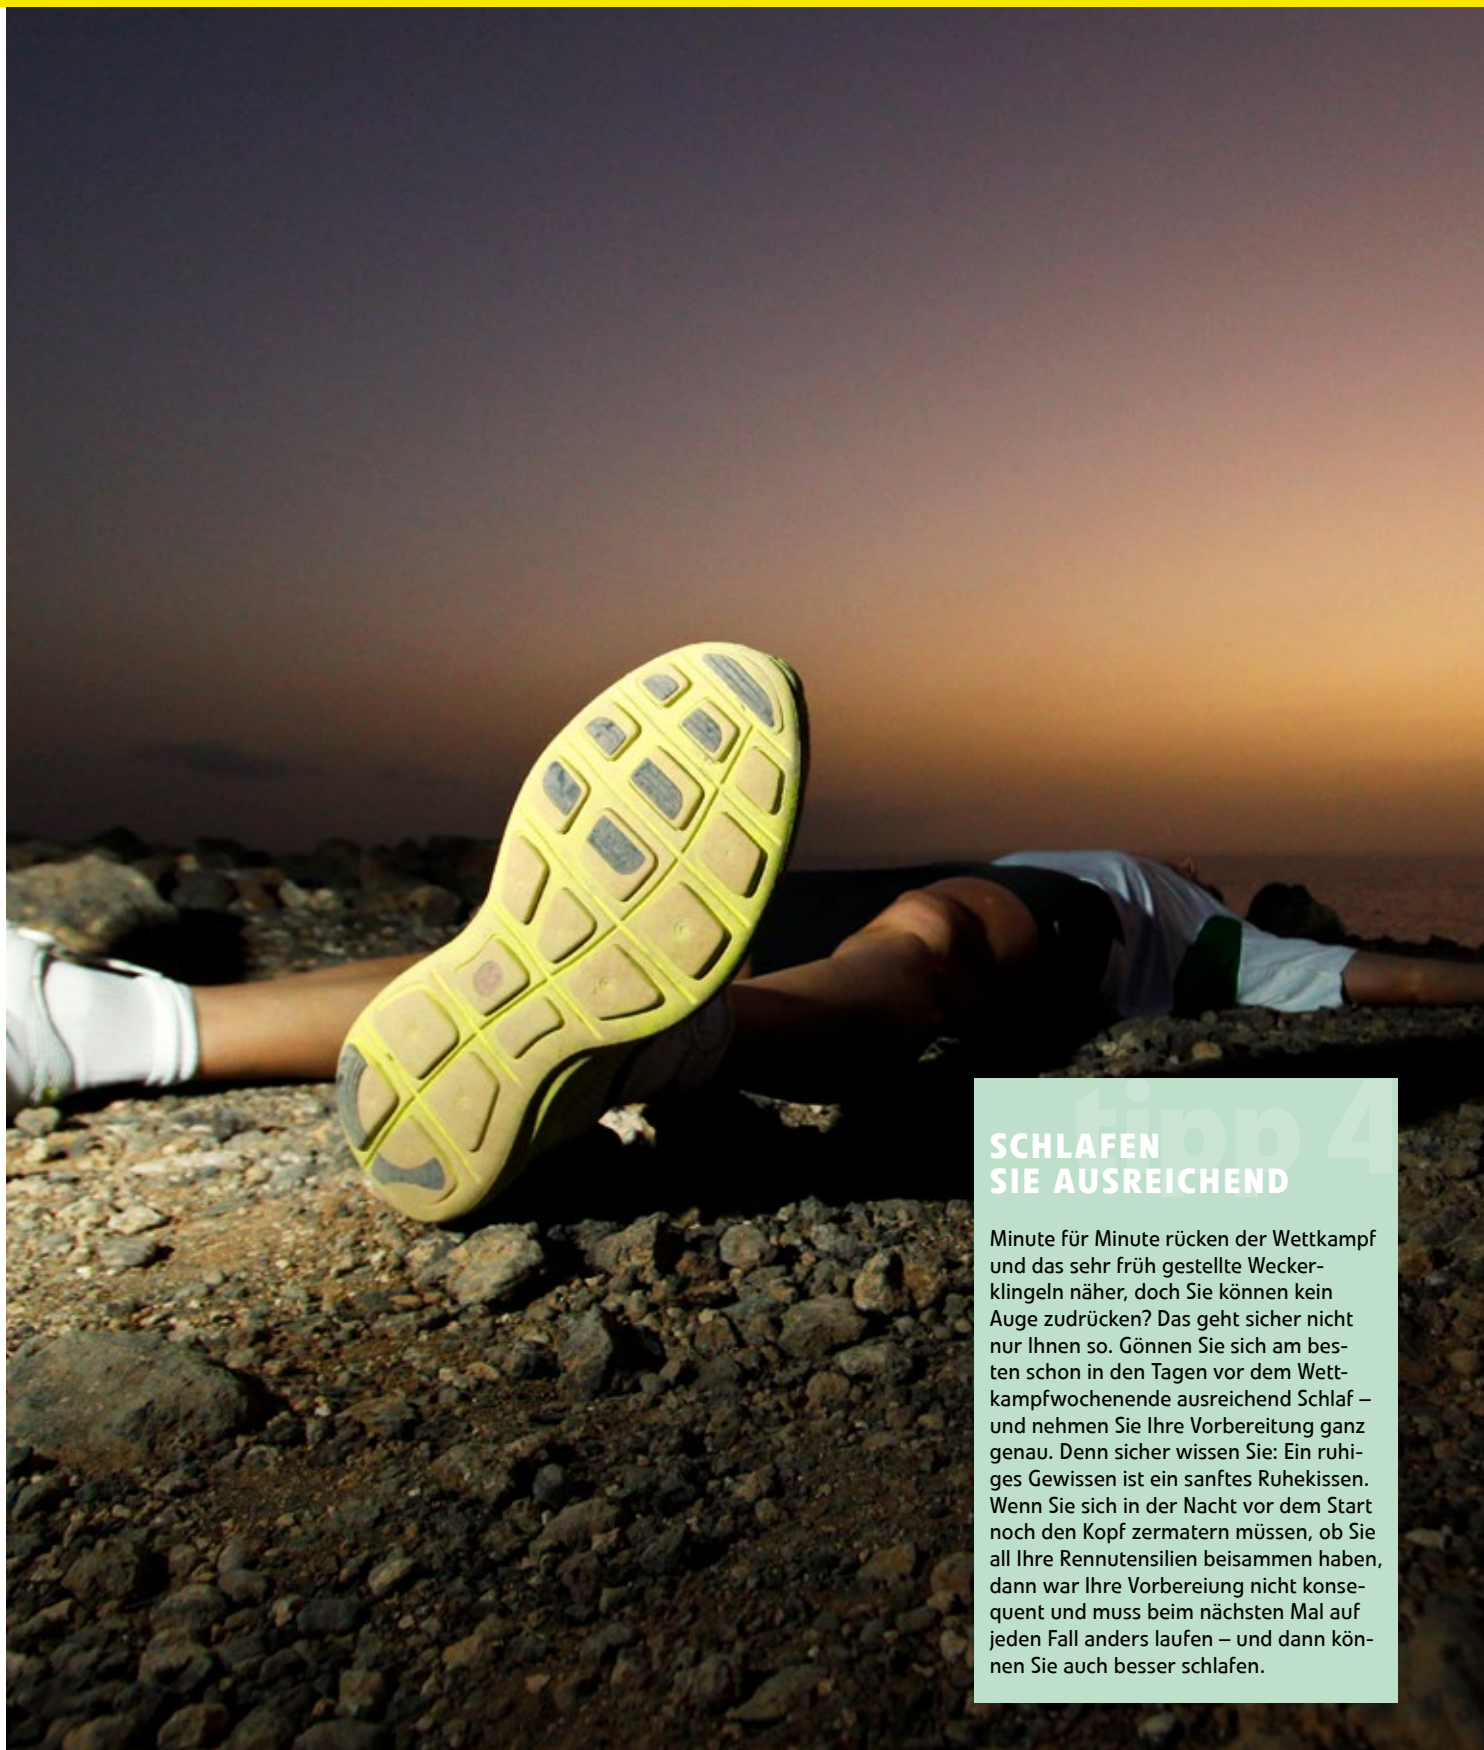 tipp 4
SCHLAFEN
SIE AUSREICHEND
Minute für Minute rücken der Wettkampf
und das sehr früh gestellte Wecker-
klingeln näher, doch Sie können kein
Auge zudrücken? Das geht sicher nicht
nur Ihnen so. Gönnen Sie sich am bes-
ten schon in den Tagen vor dem Wett-
kampfwochenende ausreichend Schlaf –
und nehmen Sie Ihre Vorbereitung ganz
genau. Denn sicher wissen Sie: Ein ruhi-
ges Gewissen ist ein sanftes Ruhekissen.
Wenn Sie sich in der Nacht vor dem Start
noch den Kopf zermatern müssen, ob Sie
all Ihre Rennutensilien beisammen haben,
dann war Ihre Vorbereiung nicht konse-
quent und muss beim nächsten Mal auf
jeden Fall anders laufen – und dann kön-
nen Sie auch besser schlafen.